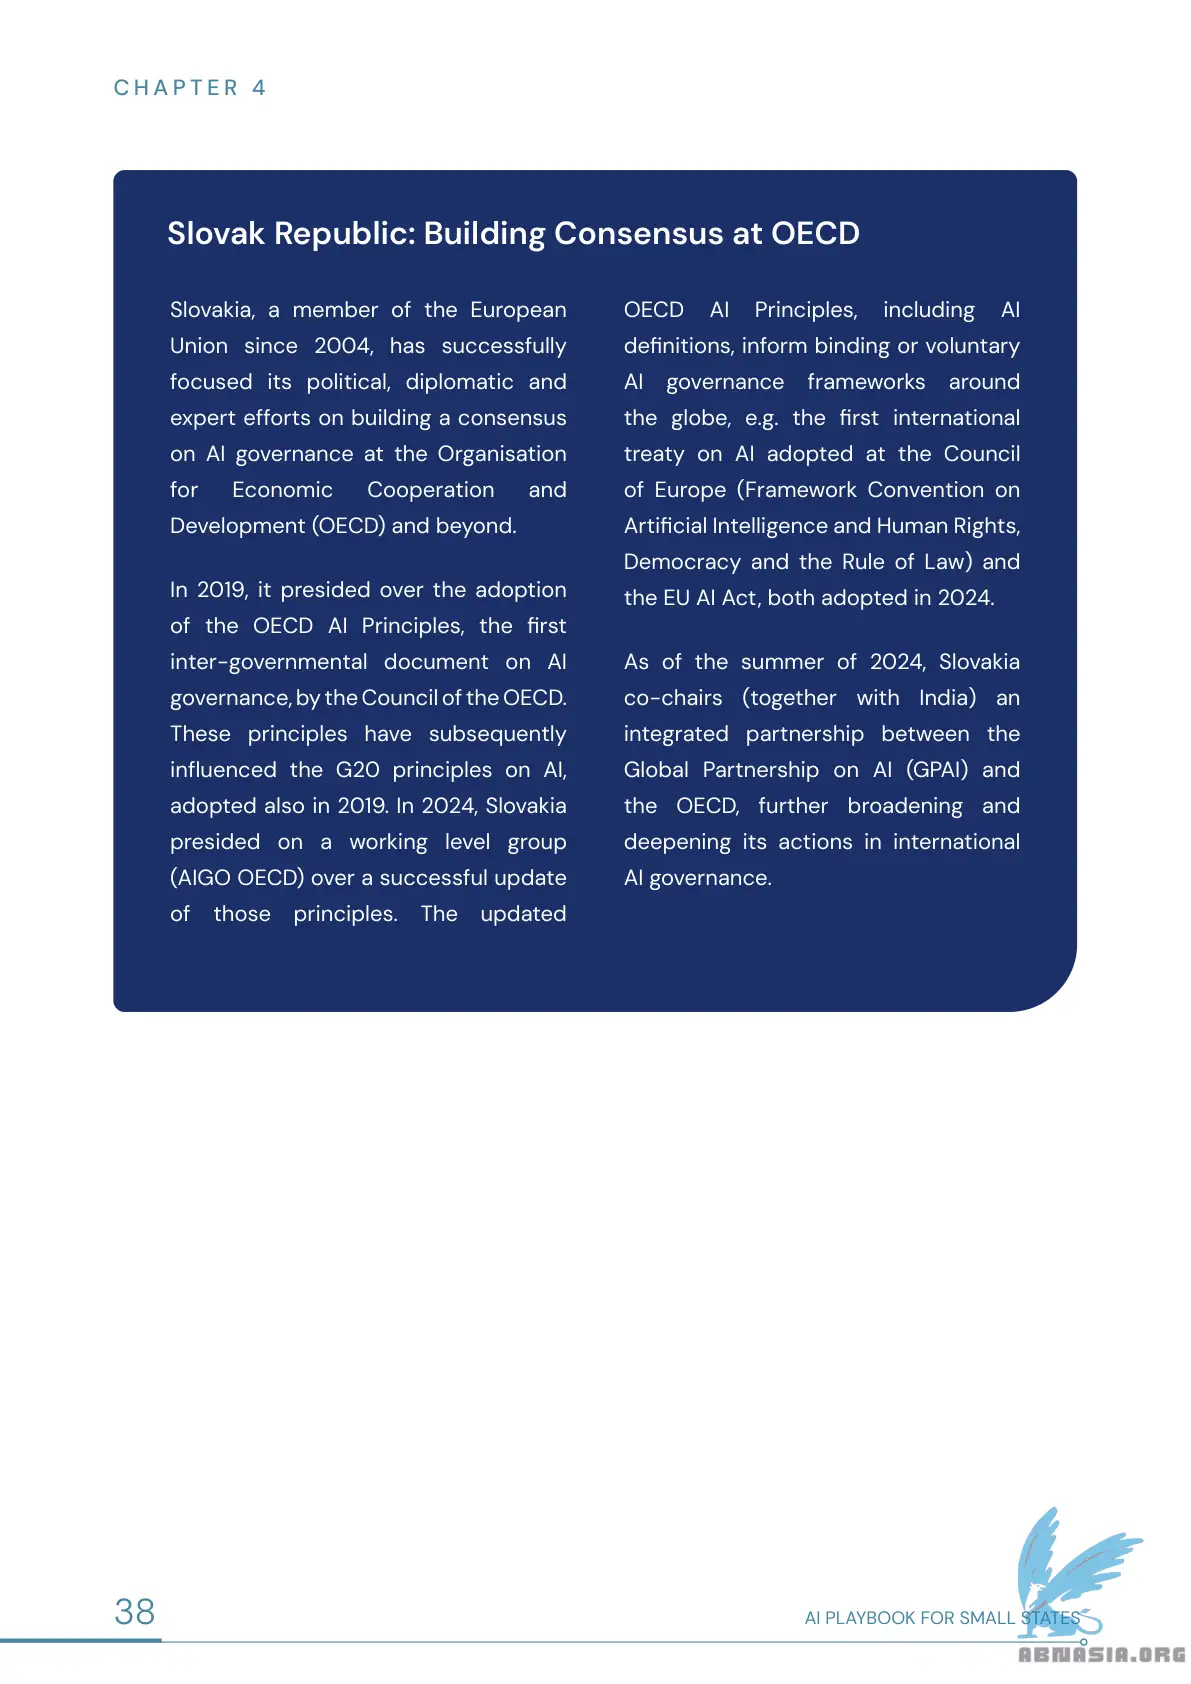 CHAPTER 4
Slovak Republic: Building Consensus at OECD
Slovakia, a member of the European
Union since 2004, has successfully
focused its political, diplomatic and
expert efforts on building a consensus
on AI governance at the Organisation
for Economic Cooperation and
Development (OECD) and beyond.
In 2019, it presided over the adoption
of the OECD AI Principles, the first
inter-governmental document on AI
governance, by the Council of the OECD.
These principles have subsequently
influenced the G20 principles on AI,
adopted also in 2019. In 2024, Slovakia
presided on a working level group
(AIGO OECD) over a successful update
of those principles. The updated
OECD AI Principles, including AI
definitions, inform binding or voluntary
AI governance frameworks around
the globe, e.g. the first international
treaty on AI adopted at the Council
of Europe (Framework Convention on
Artificial Intelligence and Human Rights,
Democracy and the Rule of Law) and
the EU AI Act, both adopted in 2024.
As of the summer of 2024, Slovakia
co-chairs (together with India) an
integrated partnership between the
Global Partnership on AI (GPAI) and
the OECD, further broadening and
deepening its actions in international
AI governance.
38
AI PLAYBOOK FOR SMALL STATES
ABNASIA.ORG